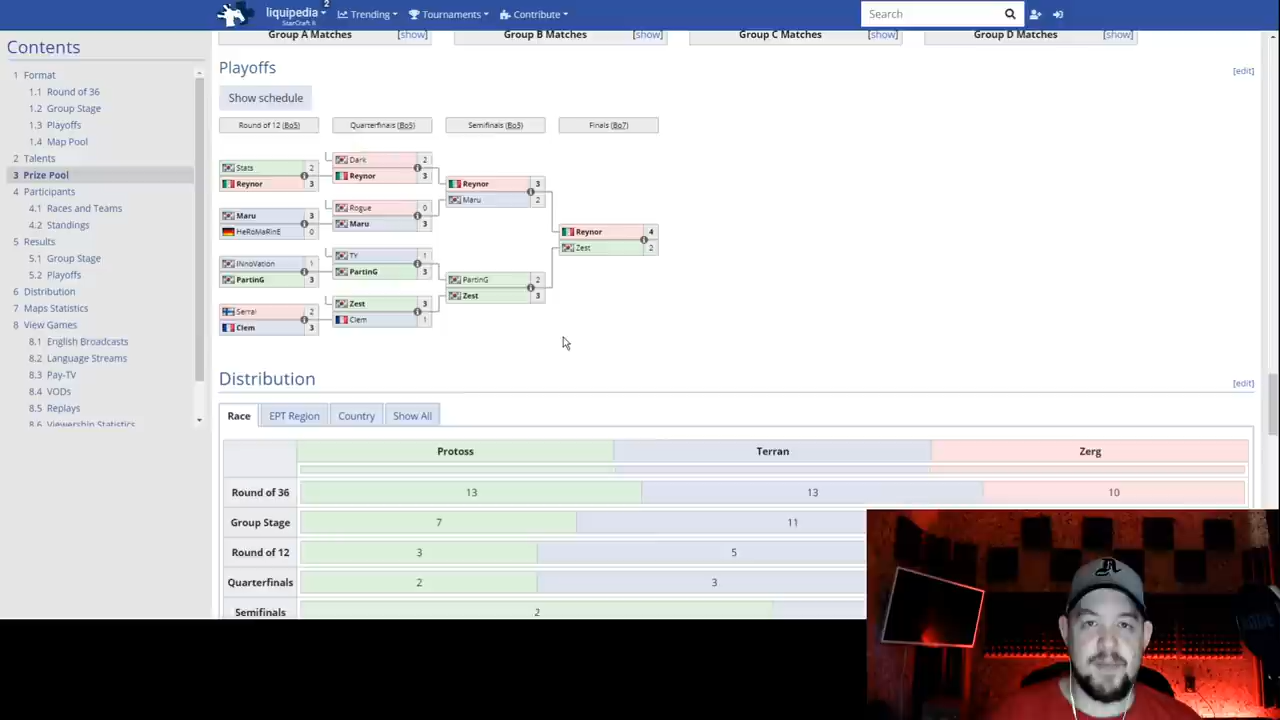 liquipedia
StarCraft II
2
Trending
Tournaments
Contribute
Search
Contents
1 Format
1.1 Round of 36
1.2 Group Stage
1.3 Playoffs
1.4 Map Pool
2 Talents
3 Prize Pool
4 Participants
4.1 Races and Teams
4.2 Standings
5 Results
5.1 Group Stage
5.2 Playoffs
6 Distribution
7 Maps Statistics
8 View Games
8.1 English Broadcasts
8.2 Language Streams
8.3 Pay-TV
8.4 VODs
8.5 Replays
8.6 Viewership Statistics
Group A Matches [show]
Group B Matches [show]
Group C Matches [show]
Group D Matches [show]
Playoffs [edit]
Show schedule
Round of 12 (Bo5)
Quarterfinals (Bo5)
Semifinals (Bo5)
Finals (Bo7)
Stats 2
Reynor 3
Maru 3
HeRoMaRinE 0
INnoVation 1
PartinG 3
Serral 2
Clem 3
Dark 2
Reynor 3
Rogue 0
Maru 3
TY 1
PartinG 3
Zest 3
Clem 1
Reynor 3
Maru 2
PartinG 2
Zest 3
Reynor 4
Zest 2
Distribution [edit]
Race
EPT Region
Country
Show All
Protoss Terran Zerg
Round of 36 13 13 10
Group Stage 7 11
Round of 12 3 5
Quarterfinals 2 3
Semifinals 2